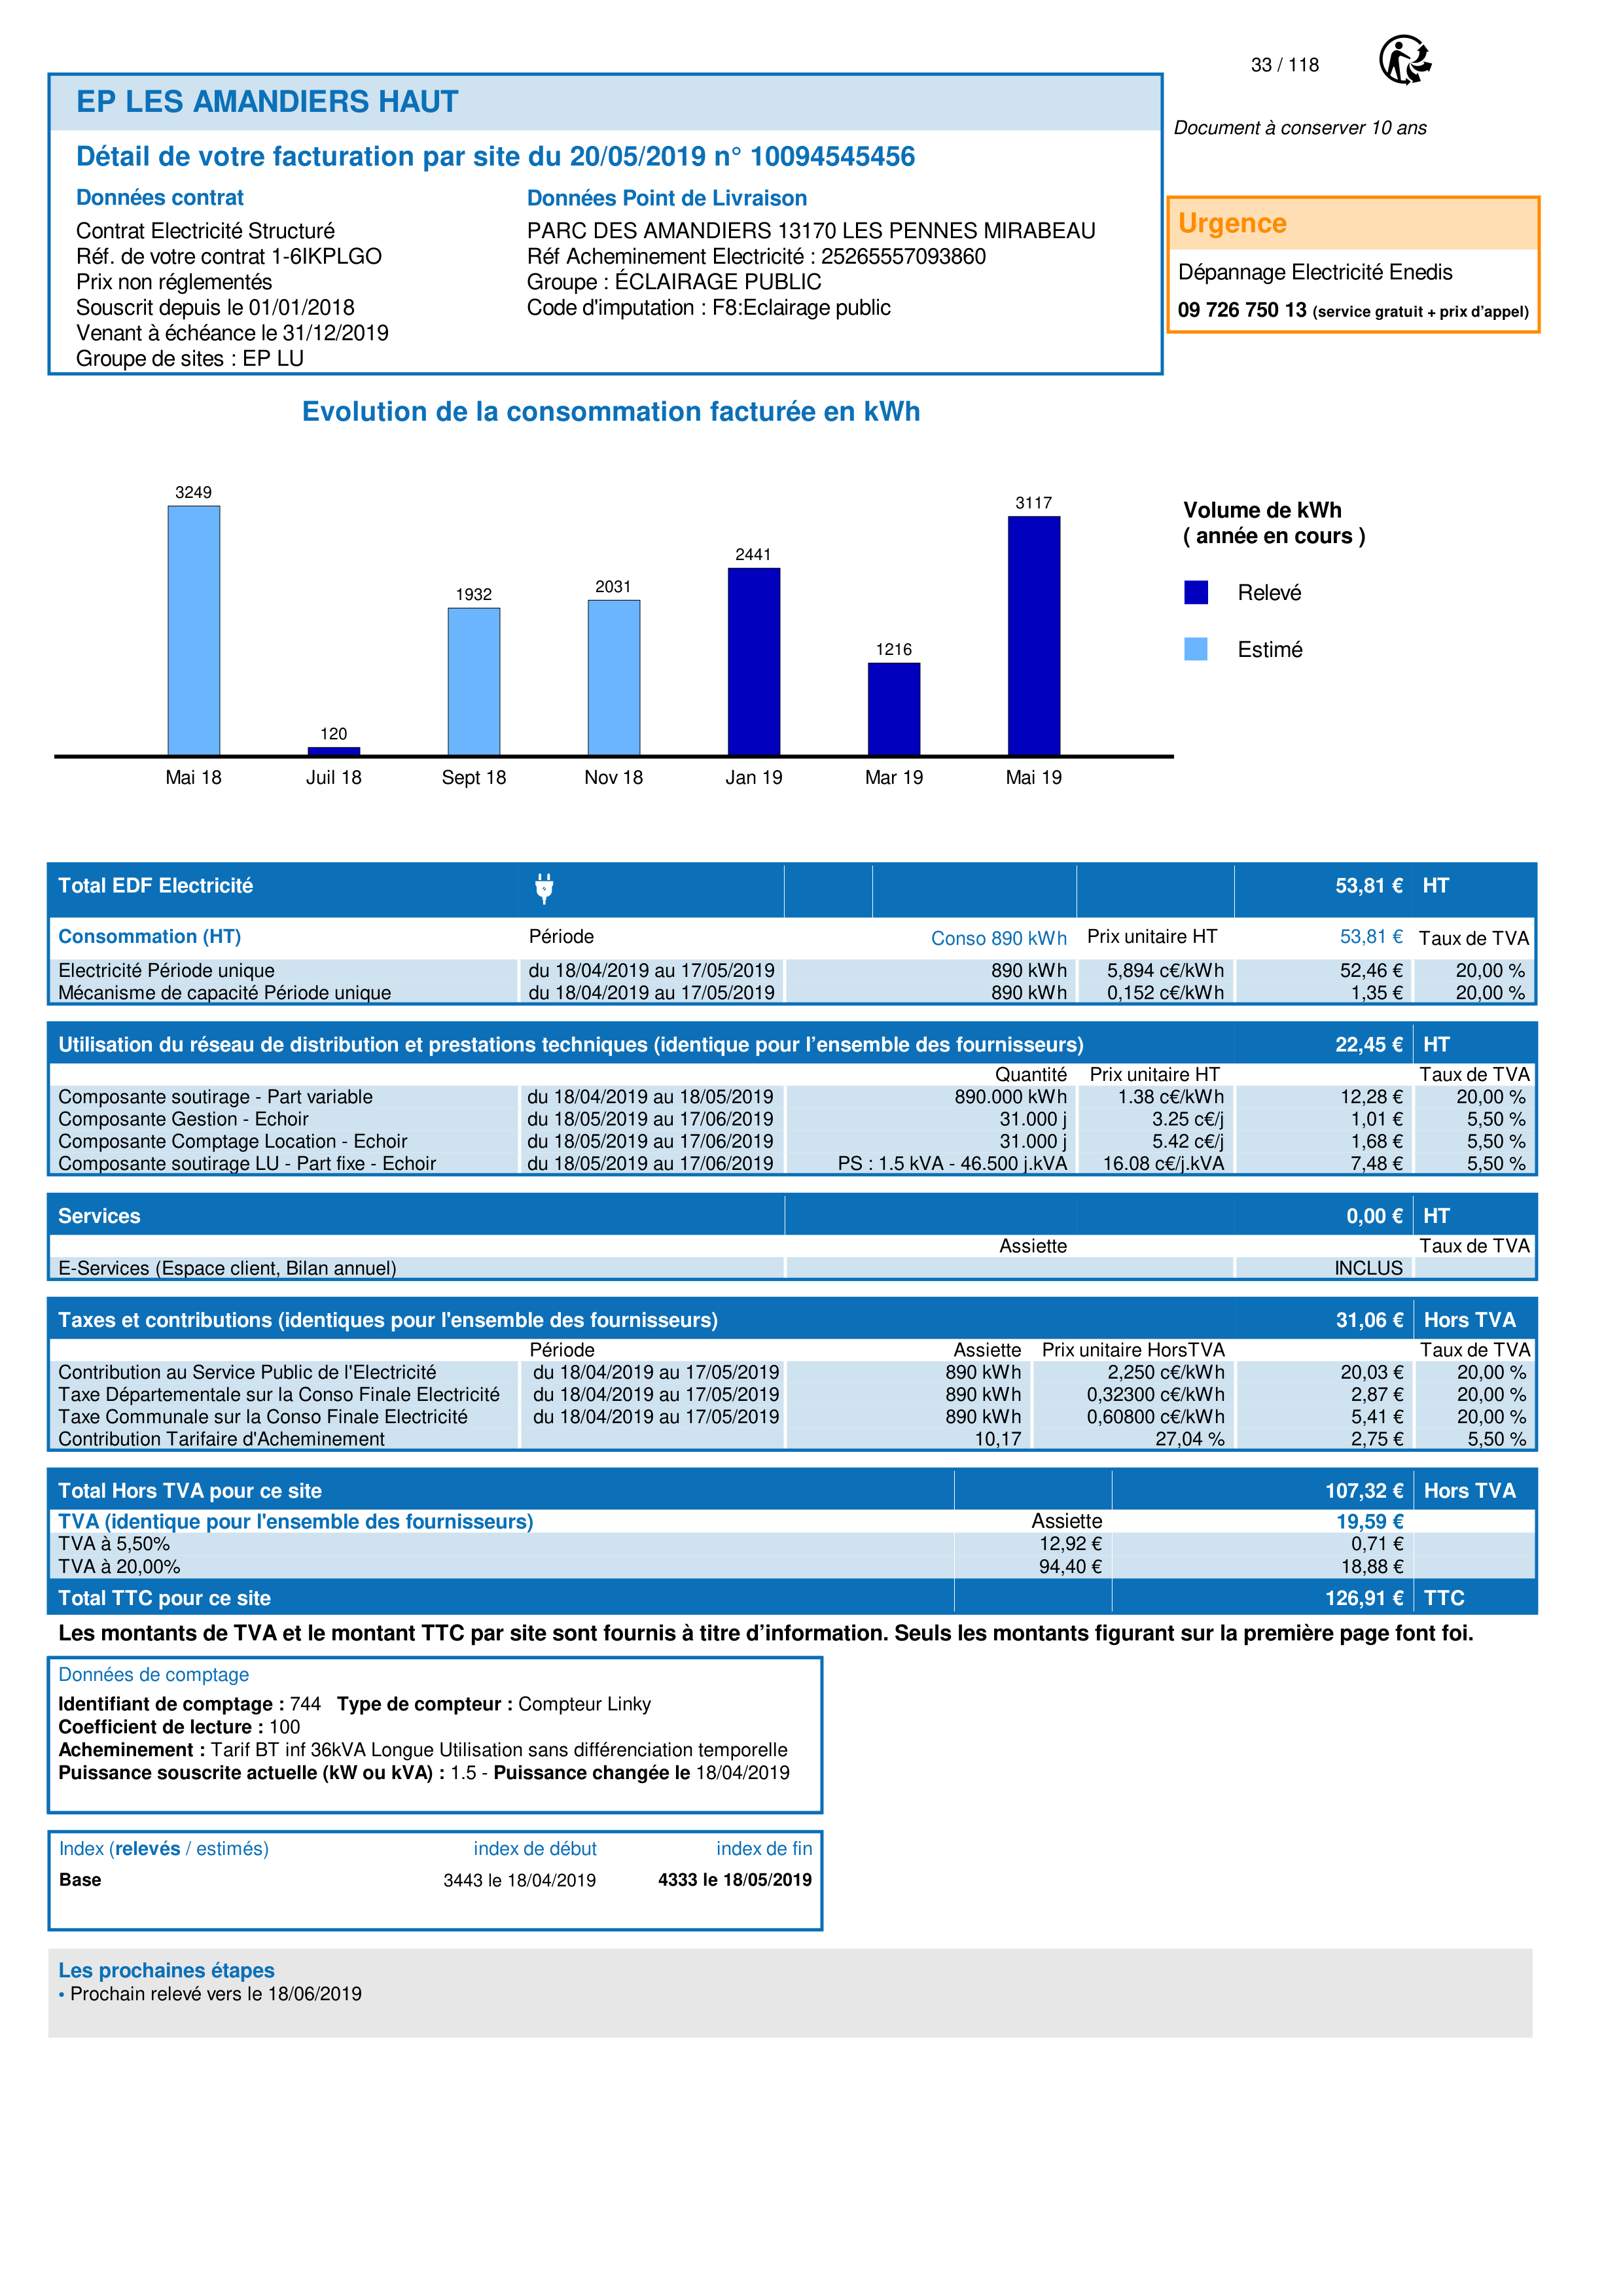 33 / 118
EP LES AMANDIERS HAUT
Document à conserver 10 ans
Détail de votre facturation par site du 20/05/2019 n° 10094545456
Données contrat
Contrat Electricité Structuré
Réf. de votre contrat 1-6IKPLGO
Prix non réglementés
Souscrit depuis le 01/01/2018
Venant à échéance le 31/12/2019
Groupe de sites : EP LU
Données Point de Livraison
PARC DES AMANDIERS 13170 LES PENNES MIRABEAU
Réf Acheminement Electricité : 25265557093860
Groupe : ÉCLAIRAGE PUBLIC
Code d'imputation : F8:Eclairage public
Urgence
Dépannage Electricité Enedis
09 726 750 13 (service gratuit + prix d’appel)
Evolution de la consommation facturée en kWh
3249
120
1932
2031
2441
1216
3117
Mai 18 Juil 18 Sept 18 Nov 18 Jan 19 Mar 19 Mai 19
Volume de kWh
( année en cours )
Relevé
Estimé
Total EDF Electricité 53,81 € HT
Consommation (HT) Période Conso 890 kWh Prix unitaire HT 53,81 € Taux de TVA
Electricité Période unique du 18/04/2019 au 17/05/2019 890 kWh 5,894 c€/kWh 52,46 € 20,00 %
Mécanisme de capacité Période unique du 18/04/2019 au 17/05/2019 890 kWh 0,152 c€/kWh 1,35 € 20,00 %
Utilisation du réseau de distribution et prestations techniques (identique pour l’ensemble des fournisseurs) 22,45 € HT
Quantité Prix unitaire HT Taux de TVA
Composante soutirage - Part variable du 18/04/2019 au 18/05/2019 890.000 kWh 1.38 c€/kWh 12,28 € 20,00 %
Composante Gestion - Echoir du 18/05/2019 au 17/06/2019 31.000 j 3.25 c€/j 1,01 € 5,50 %
Composante Comptage Location - Echoir du 18/05/2019 au 17/06/2019 31.000 j 5.42 c€/j 1,68 € 5,50 %
Composante soutirage LU - Part fixe - Echoir du 18/05/2019 au 17/06/2019 PS : 1.5 kVA - 46.500 j.kVA 16.08 c€/j.kVA 7,48 € 5,50 %
Services 0,00 € HT
Assiette Taux de TVA
E-Services (Espace client, Bilan annuel) INCLUS
Taxes et contributions (identiques pour l'ensemble des fournisseurs) 31,06 € Hors TVA
Période Assiette Prix unitaire HorsTVA Taux de TVA
Contribution au Service Public de l'Electricité du 18/04/2019 au 17/05/2019 890 kWh 2,250 c€/kWh 20,03 € 20,00 %
Taxe Départementale sur la Conso Finale Electricité du 18/04/2019 au 17/05/2019 890 kWh 0,32300 c€/kWh 2,87 € 20,00 %
Taxe Communale sur la Conso Finale Electricité du 18/04/2019 au 17/05/2019 890 kWh 0,60800 c€/kWh 5,41 € 20,00 %
Contribution Tarifaire d'Acheminement 10,17 27,04 % 2,75 € 5,50 %
Total Hors TVA pour ce site 107,32 € Hors TVA
TVA (identique pour l'ensemble des fournisseurs) Assiette 19,59 €
TVA à 5,50% 12,92 € 0,71 €
TVA à 20,00% 94,40 € 18,88 €
Total TTC pour ce site 126,91 € TTC
Les montants de TVA et le montant TTC par site sont fournis à titre d’information. Seuls les montants figurant sur la première page font foi.
Données de comptage
Identifiant de comptage : 744 Type de compteur : Compteur Linky
Coefficient de lecture : 100
Acheminement : Tarif BT inf 36kVA Longue Utilisation sans différenciation temporelle
Puissance souscrite actuelle (kW ou kVA) : 1.5 - Puissance changée le 18/04/2019
Index (relevés / estimés) index de début index de fin
Base 3443 le 18/04/2019 4333 le 18/05/2019
Les prochaines étapes
• Prochain relevé vers le 18/06/2019